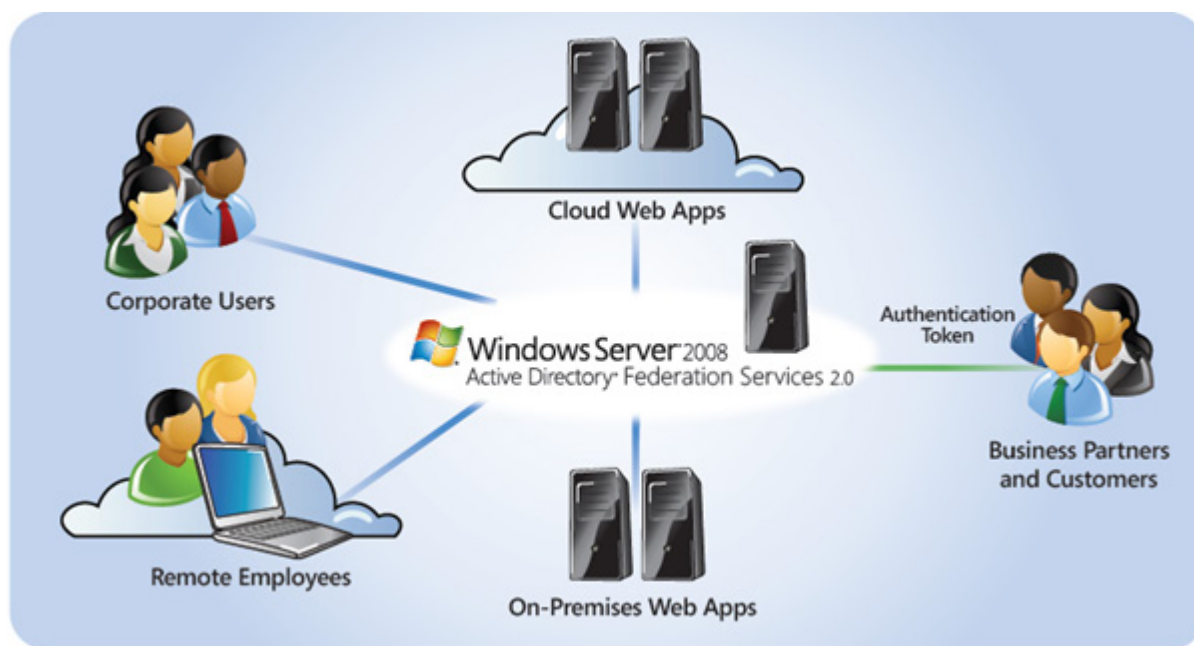 Cloud Web Apps
Corporate Users
Windows Server 2008
Active Directory Federation Services 2.0
Authentication
Token
Business Partners
and Customers
Remote Employees
On-Premises Web Apps